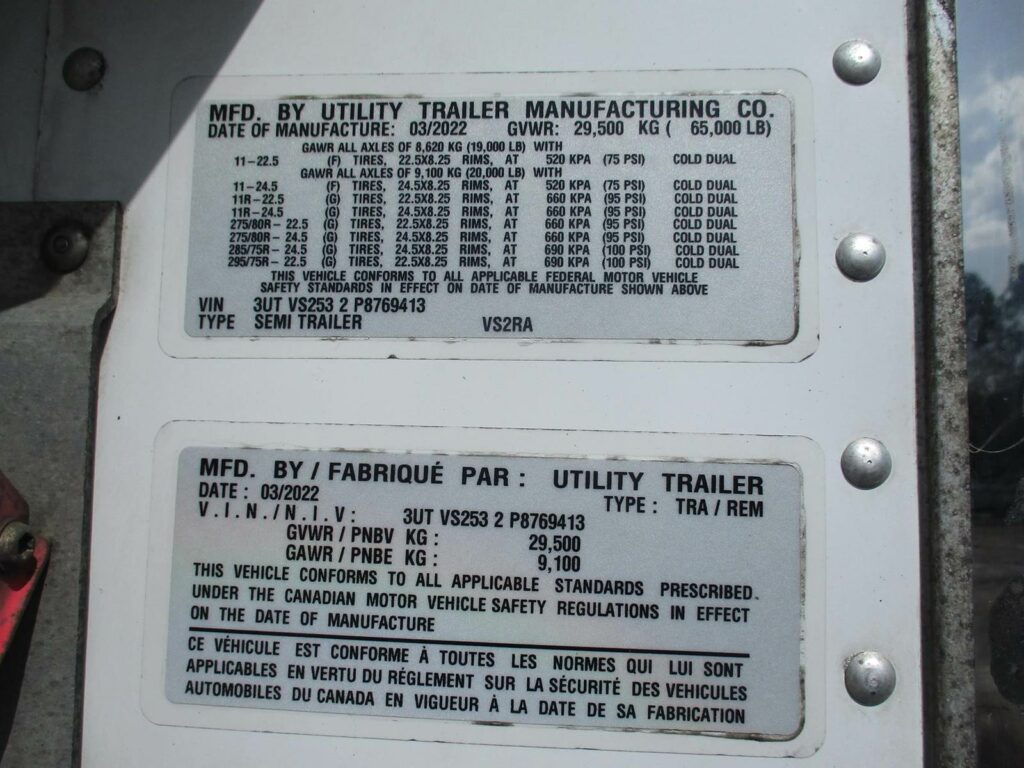 MFD. BY UTILITY TRAILER MANUFACTURING CO.
DATE OF MANUFACTURE: 03/2022 GVWR: 29,500 KG ( 65,000 LB)
GAWR ALL AXLES OF 8,620 KG (19,000 LB) WITH
11-22.5 (F) TIRES, 22.5X8.25 RIMS, AT 520 KPA (75 PSI) COLD DUAL
GAWR ALL AXLES OF 9,100 KG (20,000 LB) WITH
11-24.5 (F) TIRES, 24.5X8.25 RIMS, AT 520 KPA (75 PSI) COLD DUAL
11R-22.5 (G) TIRES, 22.5X8.25 RIMS, AT 660 KPA (95 PSI) COLD DUAL
11R-24.5 (G) TIRES, 24.5X8.25 RIMS, AT 660 KPA (95 PSI) COLD DUAL
275/80R-22.5 (G) TIRES, 22.5X8.25 RIMS, AT 660 KPA (95 PSI) COLD DUAL
275/80R-24.5 (G) TIRES, 24.5X8.25 RIMS, AT 660 KPA (95 PSI) COLD DUAL
285/75R-24.5 (G) TIRES, 24.5X8.25 RIMS, AT 690 KPA (100 PSI) COLD DUAL
295/75R-22.5 (G) TIRES, 22.5X8.25 RIMS, AT 690 KPA (100 PSI) COLD DUAL
THIS VEHICLE CONFORMS TO ALL APPLICABLE FEDERAL MOTOR VEHICLE
SAFETY STANDARDS IN EFFECT ON DATE OF MANUFACTURE SHOWN ABOVE
VIN 3UT VS253 2 P8769413
TYPE SEMI TRAILER VS2RA
MFD. BY / FABRIQUÉ PAR : UTILITY TRAILER
DATE : 03/2022 TYPE : TRA / REM
V.I.N./N.I.V: 3UT VS253 2 P8769413
GVWR / PNBV KG : 29,500
GAWR / PNBE KG : 9,100
THIS VEHICLE CONFORMS TO ALL APPLICABLE STANDARDS PRESCRIBED.
UNDER THE CANADIAN MOTOR VEHICLE SAFETY REGULATIONS IN EFFECT
ON THE DATE OF MANUFACTURE
CE VÉHICULE EST CONFORME À TOUTES LES NORMES QUI LUI SONT
APPLICABLES EN VERTU DU RÉGLEMENT SUR LA SÉCURITÉ DES VEHICULES
AUTOMOBILES DU CANADA EN VIGUEUR À LA DATE DE SA FABRICATION